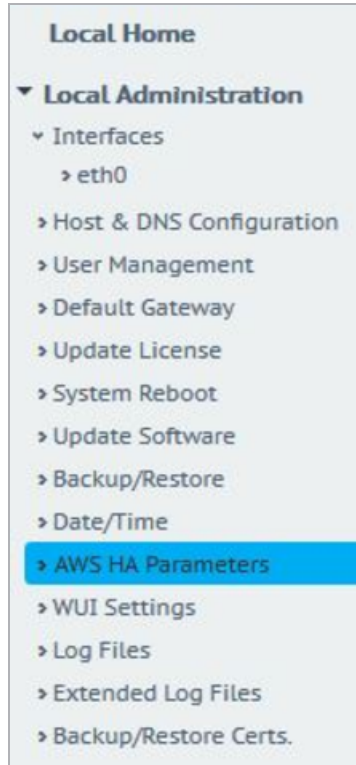 Local Home
Local Administration
Interfaces
eth0
Host & DNS Configuration
User Management
Default Gateway
Update License
System Reboot
Update Software
Backup/Restore
Date/Time
AWS HA Parameters
WUI Settings
Log Files
Extended Log Files
Backup/Restore Certs.